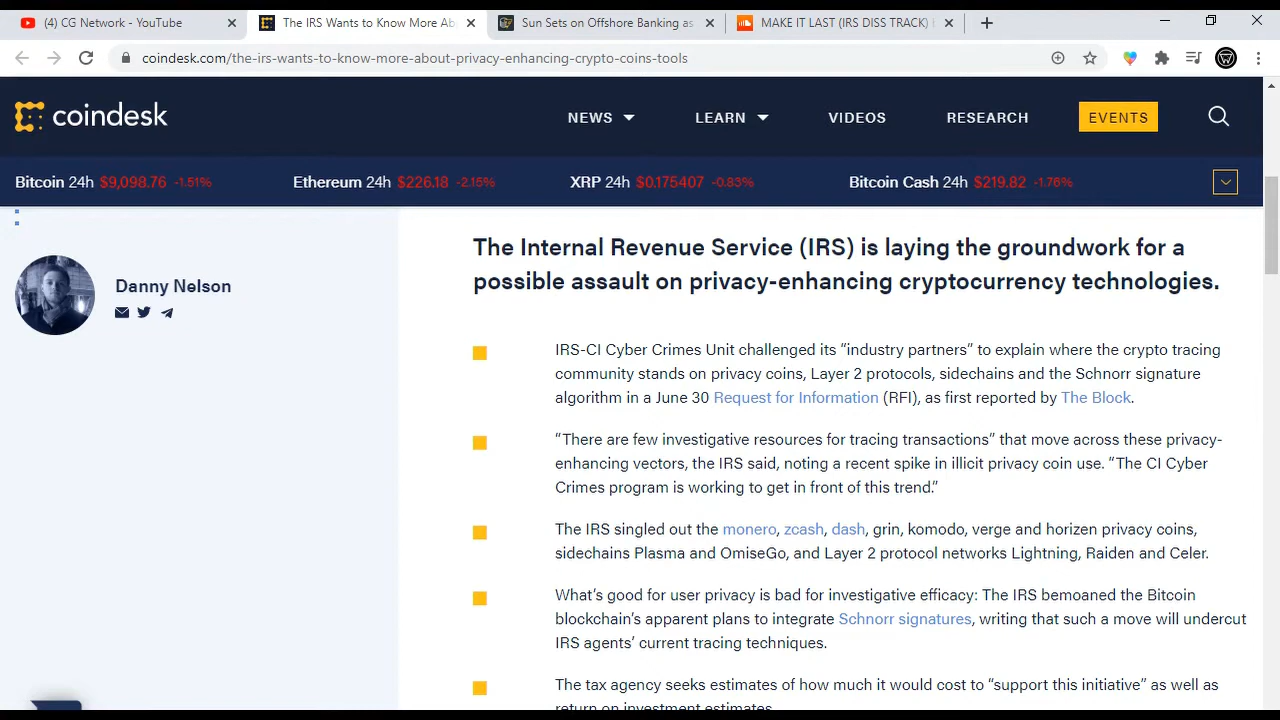 (4) CG Network - YouTube
The IRS Wants to Know More Ab
Sun Sets on Offshore Banking as
MAKE IT LAST (IRS DISS TRACK)
coindesk.com/the-irs-wants-to-know-more-about-privacy-enhancing-crypto-coins-tools
coindesk
NEWS
LEARN
VIDEOS
RESEARCH
EVENTS
Bitcoin 24h $9,098.76 -1.51%
Ethereum 24h $226.18 -2.15%
XRP 24h $0.175407 -0.83%
Bitcoin Cash 24h $219.82 -1.76%
Danny Nelson
The Internal Revenue Service (IRS) is laying the groundwork for a
possible assault on privacy-enhancing cryptocurrency technologies.
IRS-CI Cyber Crimes Unit challenged its “industry partners” to explain where the crypto tracing
community stands on privacy coins, Layer 2 protocols, sidechains and the Schnorr signature
algorithm in a June 30 Request for Information (RFI), as first reported by The Block.
“There are few investigative resources for tracing transactions” that move across these privacy-
enhancing vectors, the IRS said, noting a recent spike in illicit privacy coin use. “The CI Cyber
Crimes program is working to get in front of this trend.”
The IRS singled out the monero, zcash, dash, grin, komodo, verge and horizen privacy coins,
sidechains Plasma and OmiseGo, and Layer 2 protocol networks Lightning, Raiden and Celer.
What’s good for user privacy is bad for investigative efficacy: The IRS bemoaned the Bitcoin
blockchain’s apparent plans to integrate Schnorr signatures, writing that such a move will undercut
IRS agents’ current tracing techniques.
The tax agency seeks estimates of how much it would cost to “support this initiative” as well as
return on investment estimates.